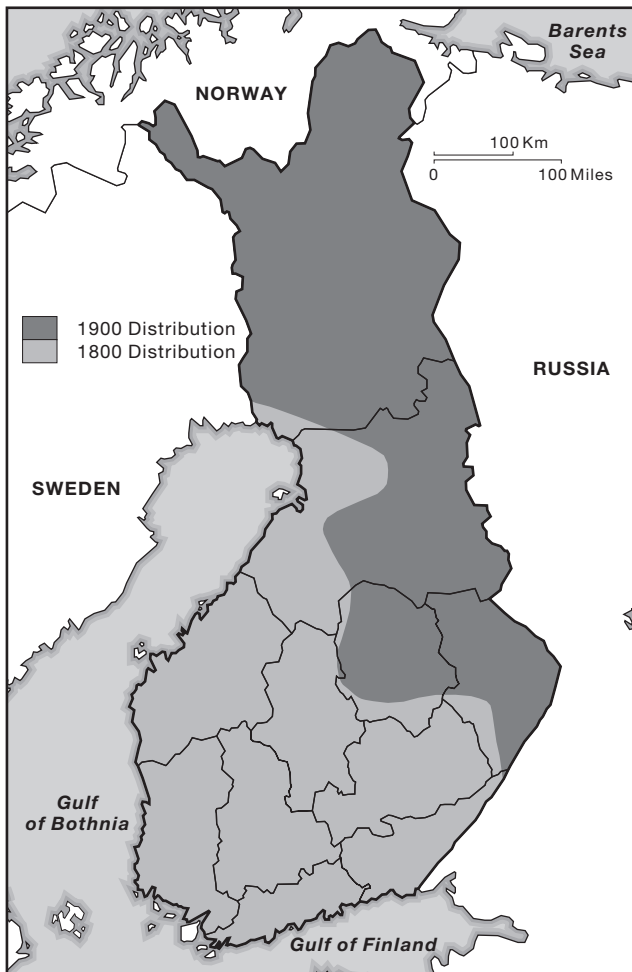 Barents
Sea
NORWAY
100 Km
0
100 Miles
1900 Distribution
1800 Distribution
RUSSIA
SWEDEN
Gulf
of Bothnia
Gulf of Finland